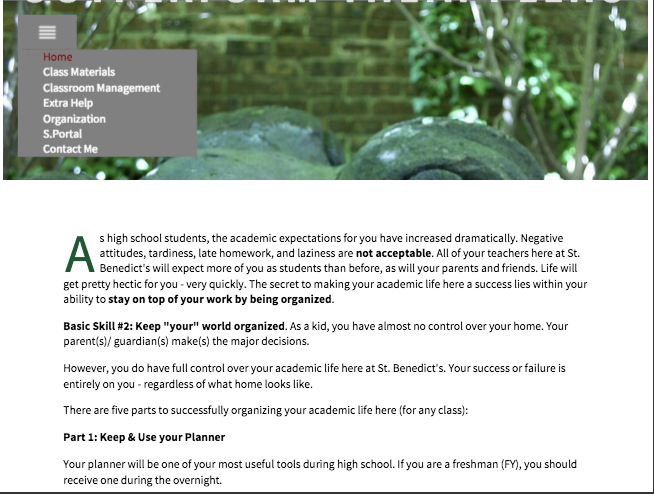 Home
Class Materials
Classroom Management
Extra Help
Organization
S.Portal
Contact Me
As high school students, the academic expectations for you have increased dramatically. Negative
attitudes, tardiness, late homework, and laziness are not acceptable. All of your teachers here at St.
Benedict's will expect more of you as students than before, as will your parents and friends. Life will
get pretty hectic for you - very quickly. The secret to making your academic life here a success lies within your
ability to stay on top of your work by being organized.
Basic Skill #2: Keep "your" world organized. As a kid, you have almost no control over your home. Your
parent(s)/ guardian(s) make(s) the major decisions.
However, you do have full control over your academic life here at St. Benedict's. Your success or failure is
entirely on you - regardless of what home looks like.
There are five parts to successfully organizing your academic life here (for any class):
Part 1: Keep & Use your Planner
Your planner will be one of your most useful tools during high school. If you are a freshman (FY), you should
receive one during the overnight.